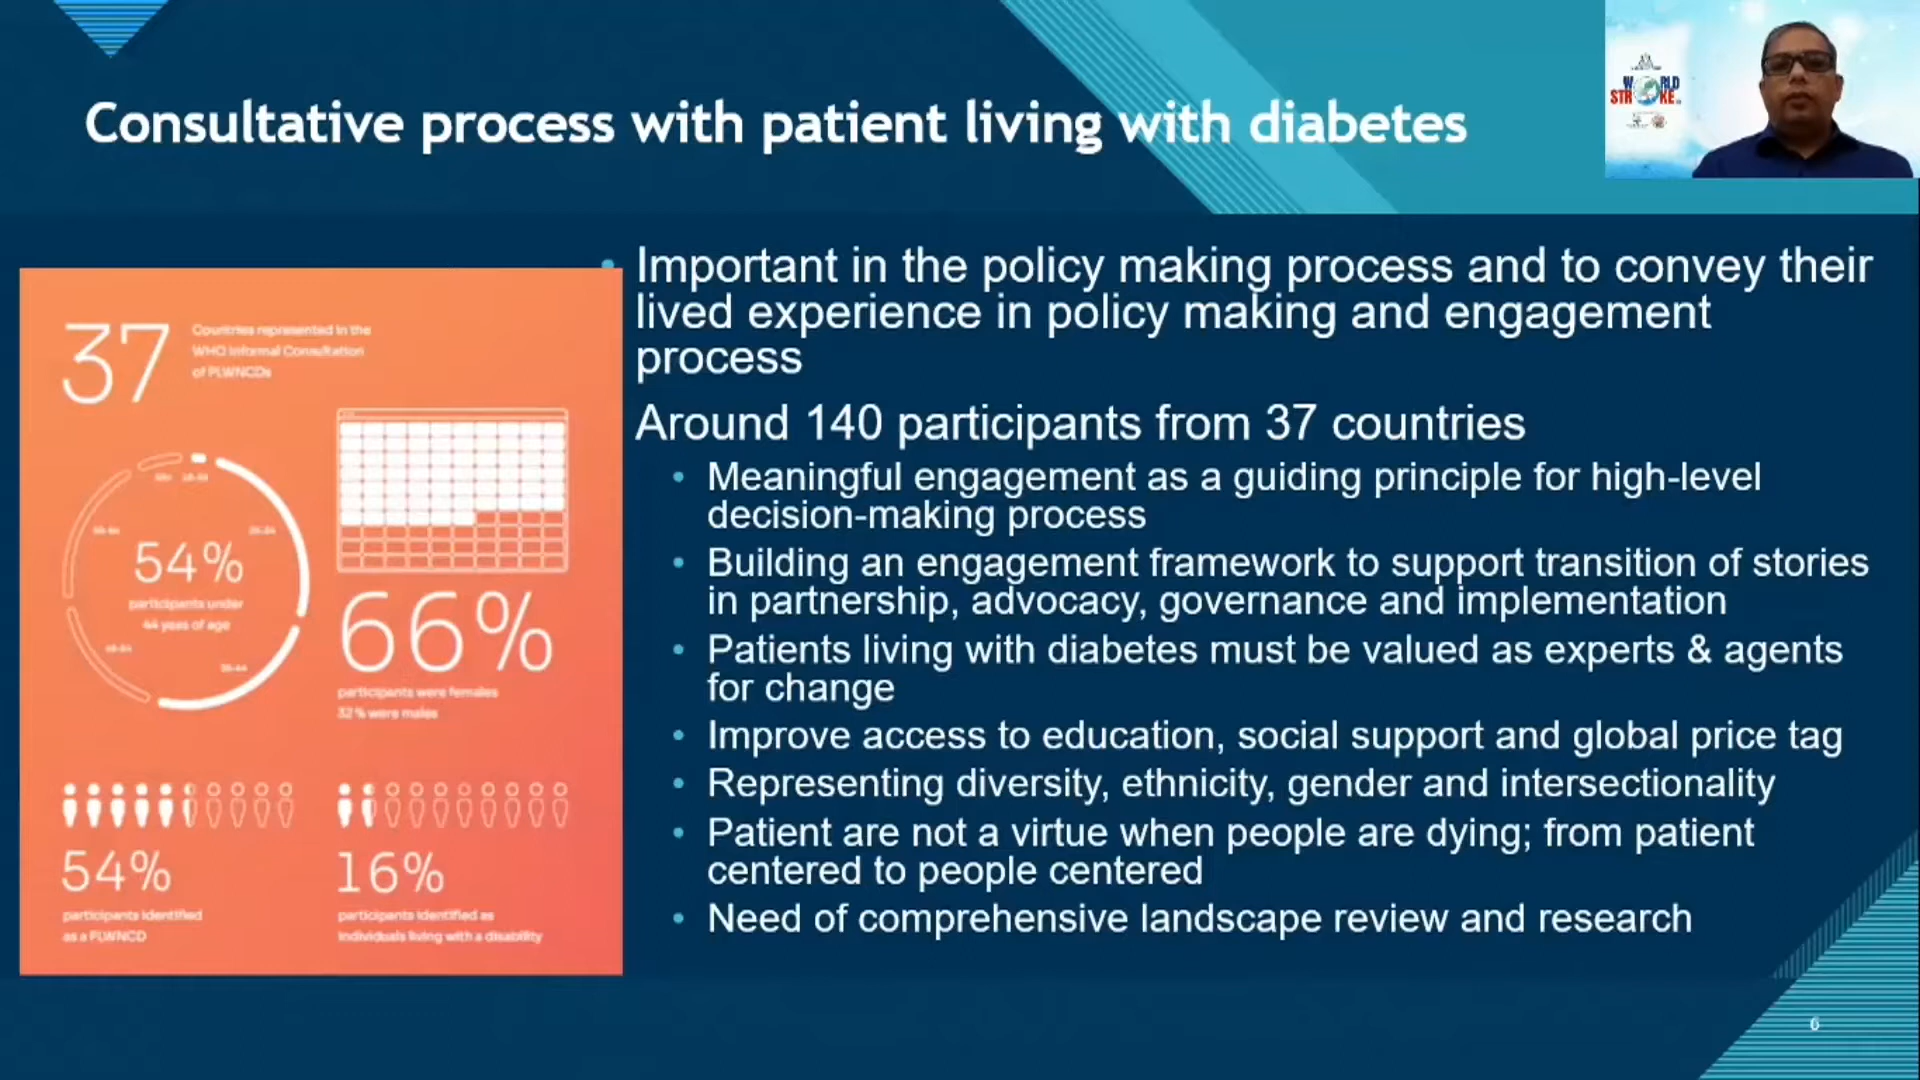 Consultative process with patient living with diabetes
WORLD
STROKE
37
Countries represented in the
WHO Informal Consultation
of PLWNCDs
54%
participants under
44 years of age
66%
participants were females
32% were males
54%
participants identified
as a PLWNCD
16%
participants identified as
individuals living with a disability
• Important in the policy making process and to convey their
lived experience in policy making and engagement
process
Around 140 participants from 37 countries
• Meaningful engagement as a guiding principle for high-level
decision-making process
• Building an engagement framework to support transition of stories
in partnership, advocacy, governance and implementation
• Patients living with diabetes must be valued as experts & agents
for change
• Improve access to education, social support and global price tag
• Representing diversity, ethnicity, gender and intersectionality
• Patient are not a virtue when people are dying; from patient
centered to people centered
• Need of comprehensive landscape review and research
6